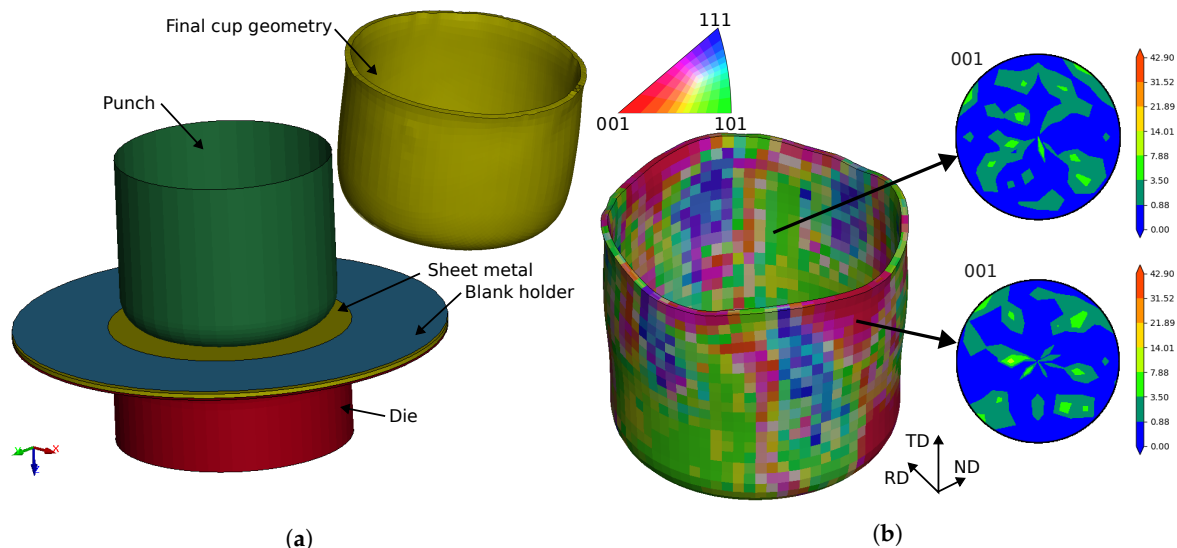 Final cup geometry
Punch
Sheet metal
Blank holder
Die
X
Y
Z
(a)
111
001
101
001
42.90
31.52
21.89
14.01
7.88
3.50
0.88
0.00
001
42.90
31.52
21.89
14.01
7.88
3.50
0.88
0.00
TD
RD
ND
(b)